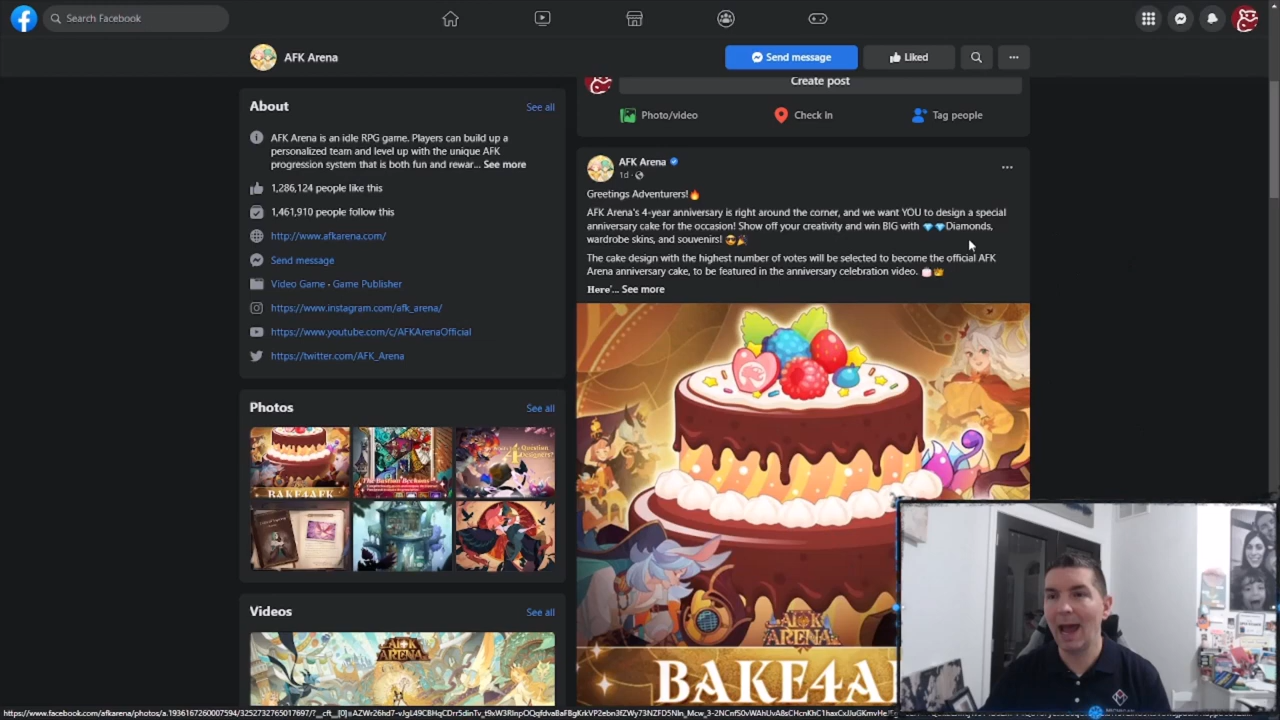 Search Facebook
AFK Arena
Send message
Liked
Create post
Photo/video
Check In
Tag people
About
See all
AFK Arena is an idle RPG game. Players can build up a
personalized team and level up with the unique AFK
progression system that is both fun and rewar... See more
1,286,124 people like this
1,461,910 people follow this
http://www.afkarena.com/
Send message
Video Game · Game Publisher
https://www.instagram.com/afk_arena/
https://www.youtube.com/c/AFKArenaOfficial
https://twitter.com/AFK_Arena
Photos
See all
BAKE4AFK
The Bastion Beckons
Question
Designers?
Videos
See all
AFK ARENA
AFK Arena
1d ·
Greetings Adventurers!🔥
AFK Arena's 4-year anniversary is right around the corner, and we want YOU to design a special
anniversary cake for the occasion! Show off your creativity and win BIG with 💎💎Diamonds,
wardrobe skins, and souvenirs! 😎🎉
The cake design with the highest number of votes will be selected to become the official AFK
Arena anniversary cake, to be featured in the anniversary celebration video. 🎂👑
𝐇𝐞𝐫𝐞'... See more
AFK
ARENA
BAKE4AF